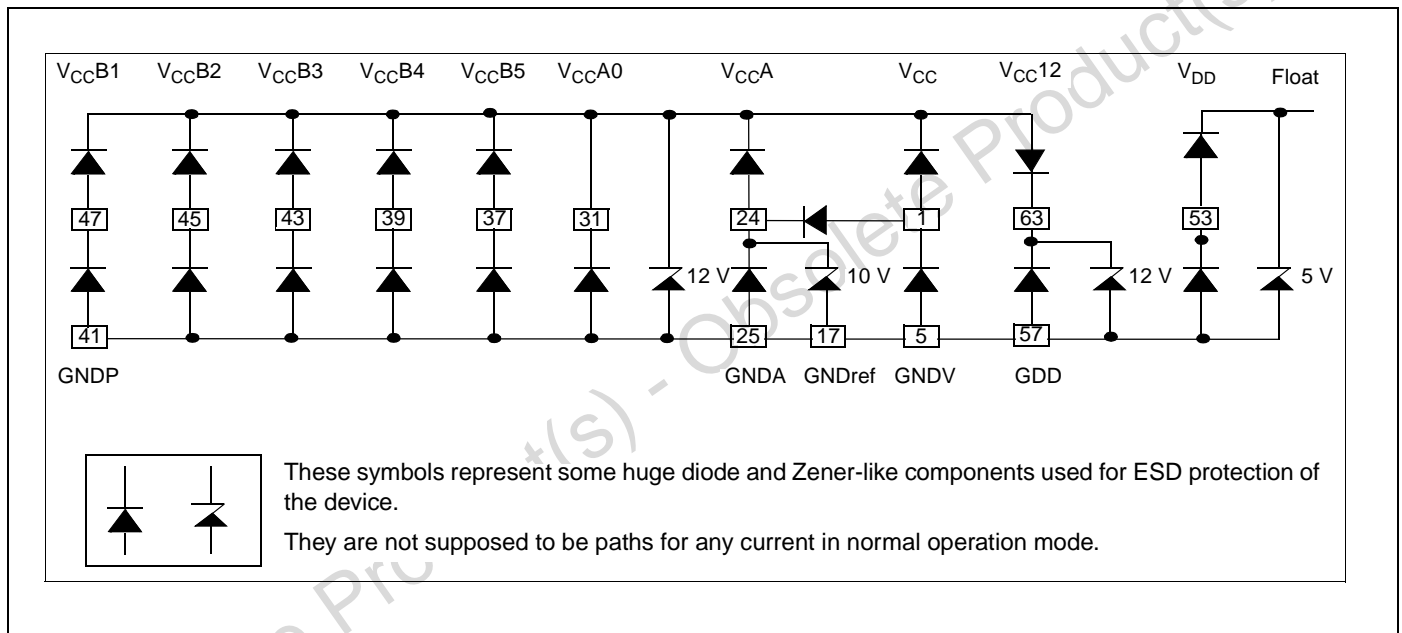 VCCB1 VCCB2 VCCB3 VCCB4 VCCB5 VCCA0 VCCA VCC VCC12 VDD Float
47 45 43 39 37 31 24 1 63 53
12 V 10 V 12 V 5 V
41 25 17 5 57
GNDP GNDA GNDref GNDV GDD
These symbols represent some huge diode and Zener-like components used for ESD protection of
the device.
They are not supposed to be paths for any current in normal operation mode.
t(s) - Obsolete Product(s)
Pro